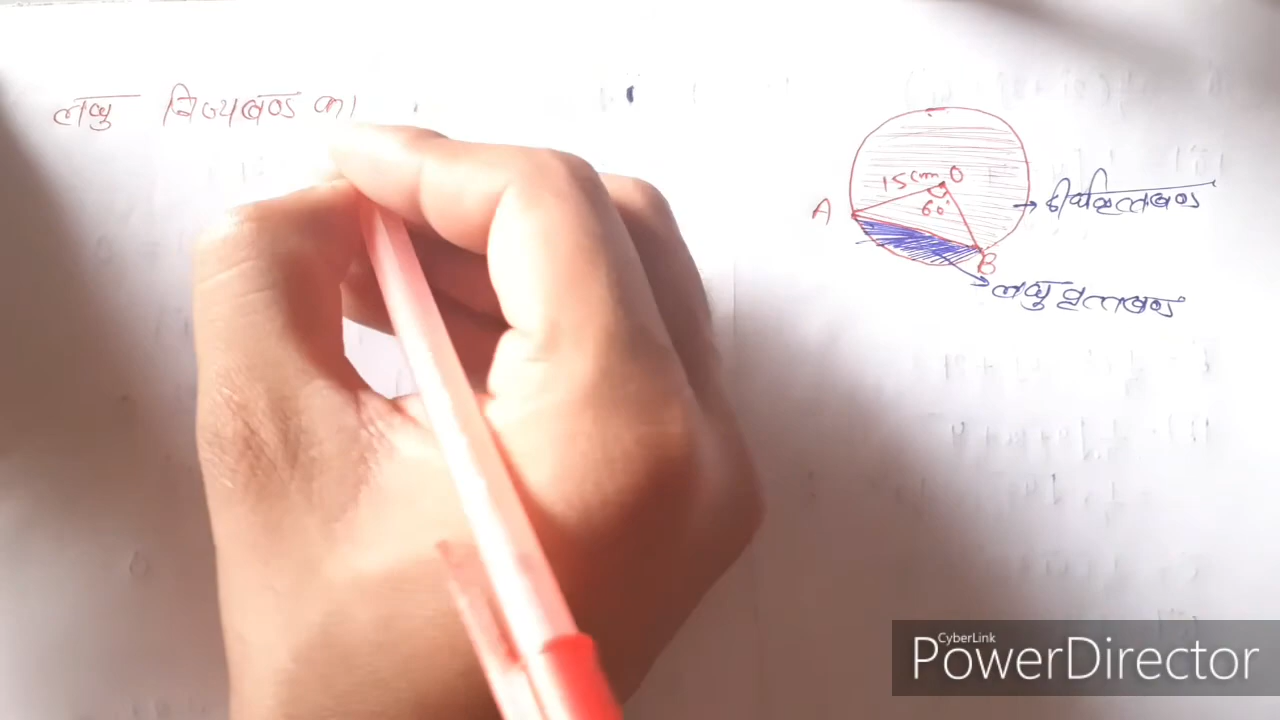 लघु त्रिज्यखण्ड का
15cm O
A 60°
→ दीर्घवृत्तखण्ड
B
लघु वृत्तखण्ड
CyberLink
PowerDirector